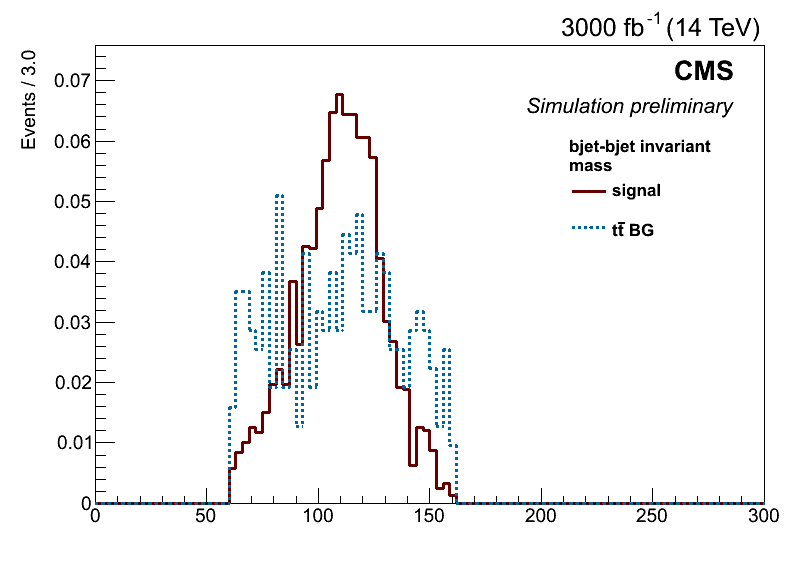 3000 fb⁻¹ (14 TeV)
Events / 3.0
CMS
Simulation preliminary
bjet-bjet invariant
mass
signal
tt̄ BG
0.07
0.06
0.05
0.04
0.03
0.02
0.01
0
0 50 100 150 200 250 300